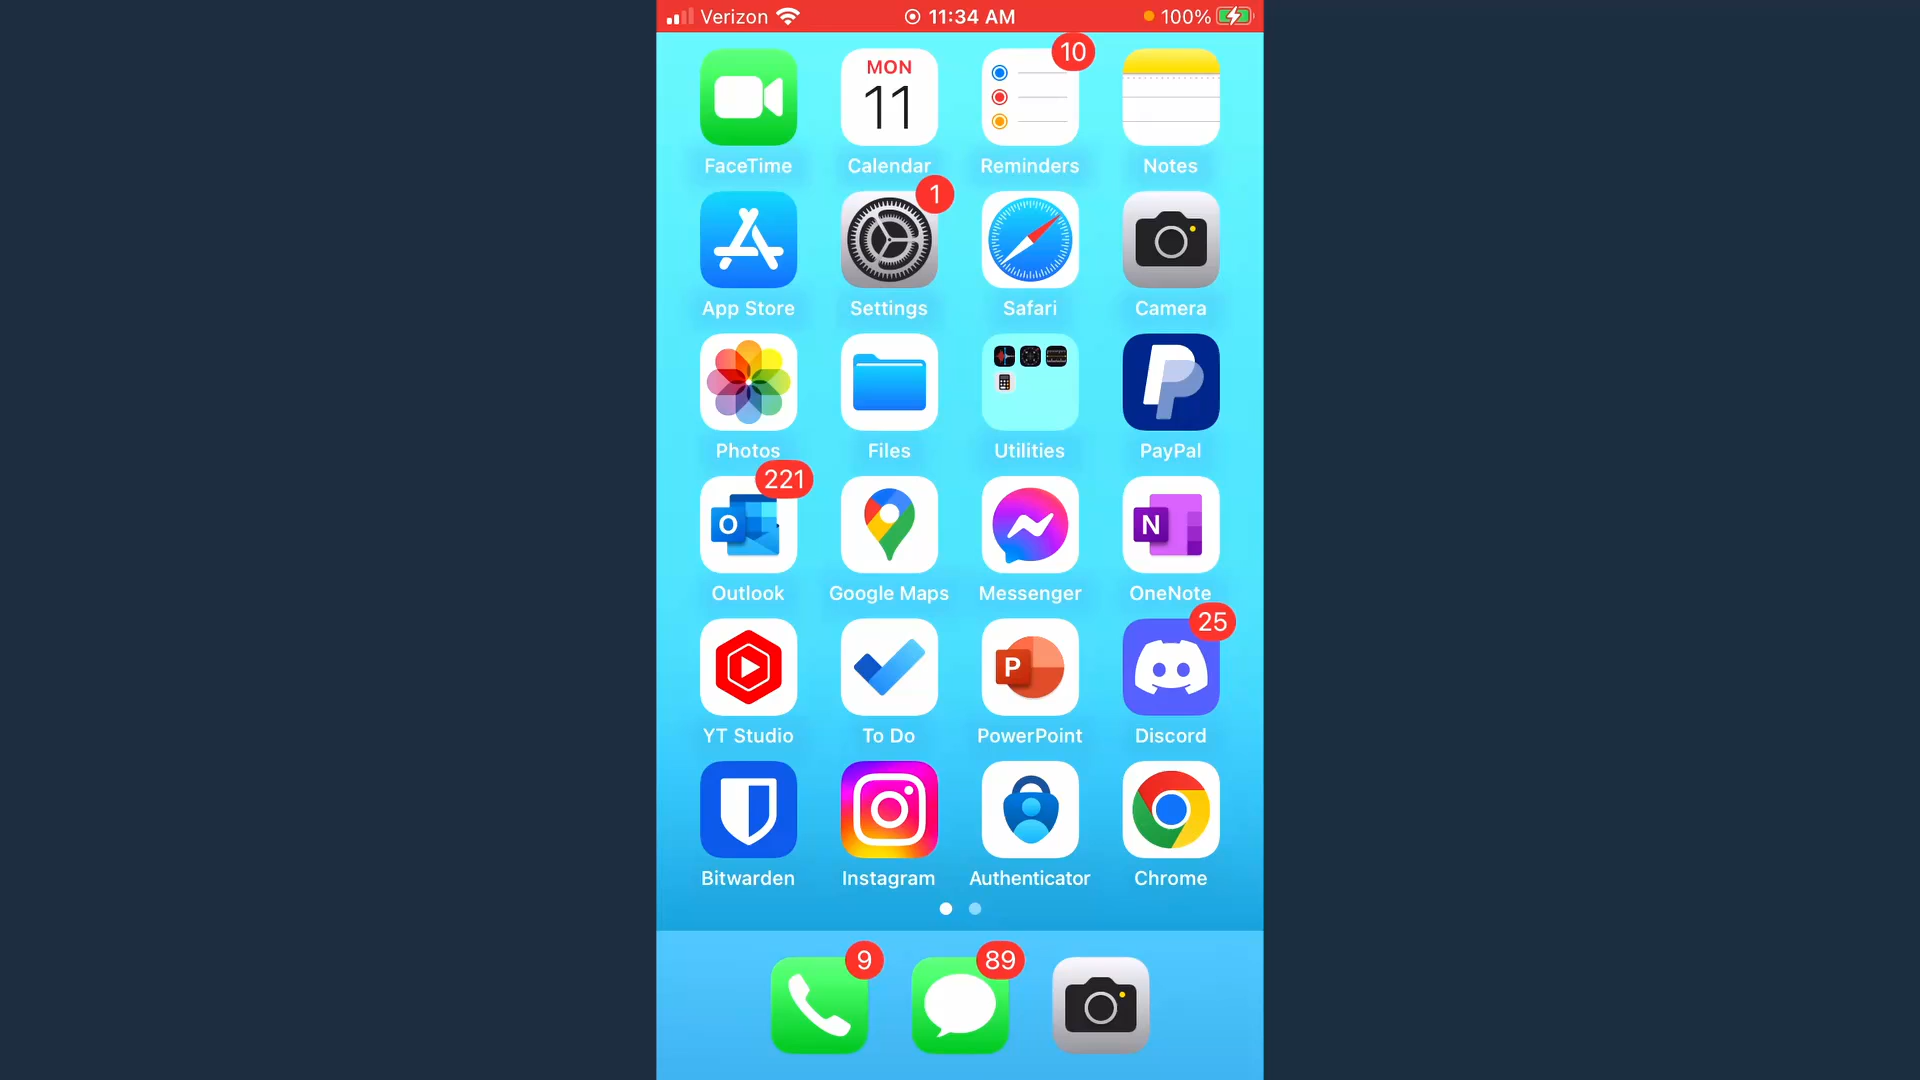 Verizon 11:34 AM 100%
MON
11
10
FaceTime Calendar Reminders Notes
1
App Store Settings Safari Camera
Photos Files Utilities PayPal
221
O N
Outlook Google Maps Messenger OneNote
25
P
YT Studio To Do PowerPoint Discord
Bitwarden Instagram Authenticator Chrome
9 89